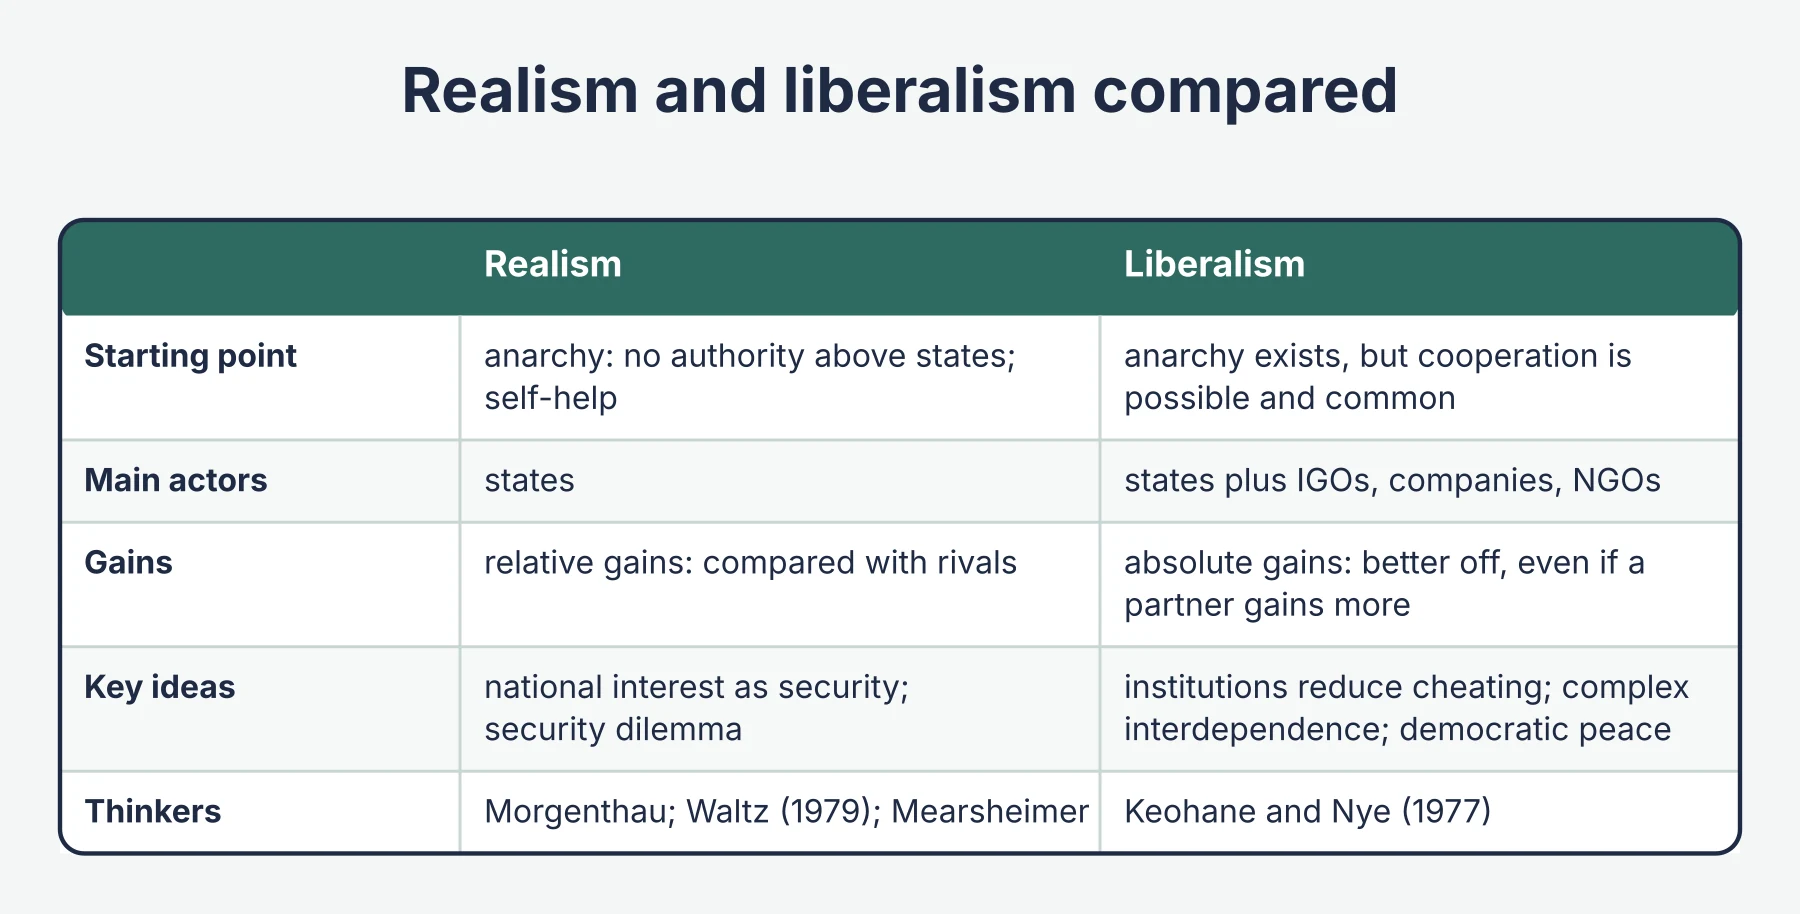 Realism and liberalism compared
Realism
Liberalism
Starting point
anarchy: no authority above states;
self-help
anarchy exists, but cooperation is
possible and common
Main actors
states
states plus IGOs, companies, NGOs
Gains
relative gains: compared with rivals
absolute gains: better off, even if a
partner gains more
Key ideas
national interest as security;
security dilemma
institutions reduce cheating; complex
interdependence; democratic peace
Thinkers
Morgenthau; Waltz (1979); Mearsheimer
Keohane and Nye (1977)